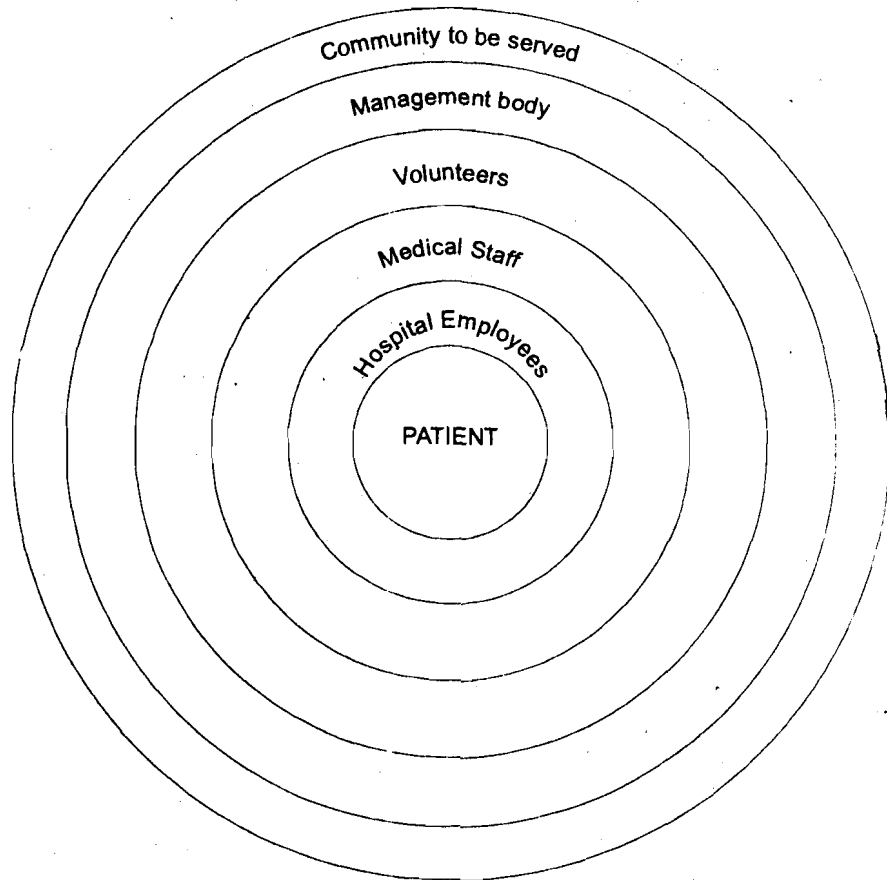 Community to be served
Management body
Volunteers
Medical Staff
Hospital Employees
PATIENT